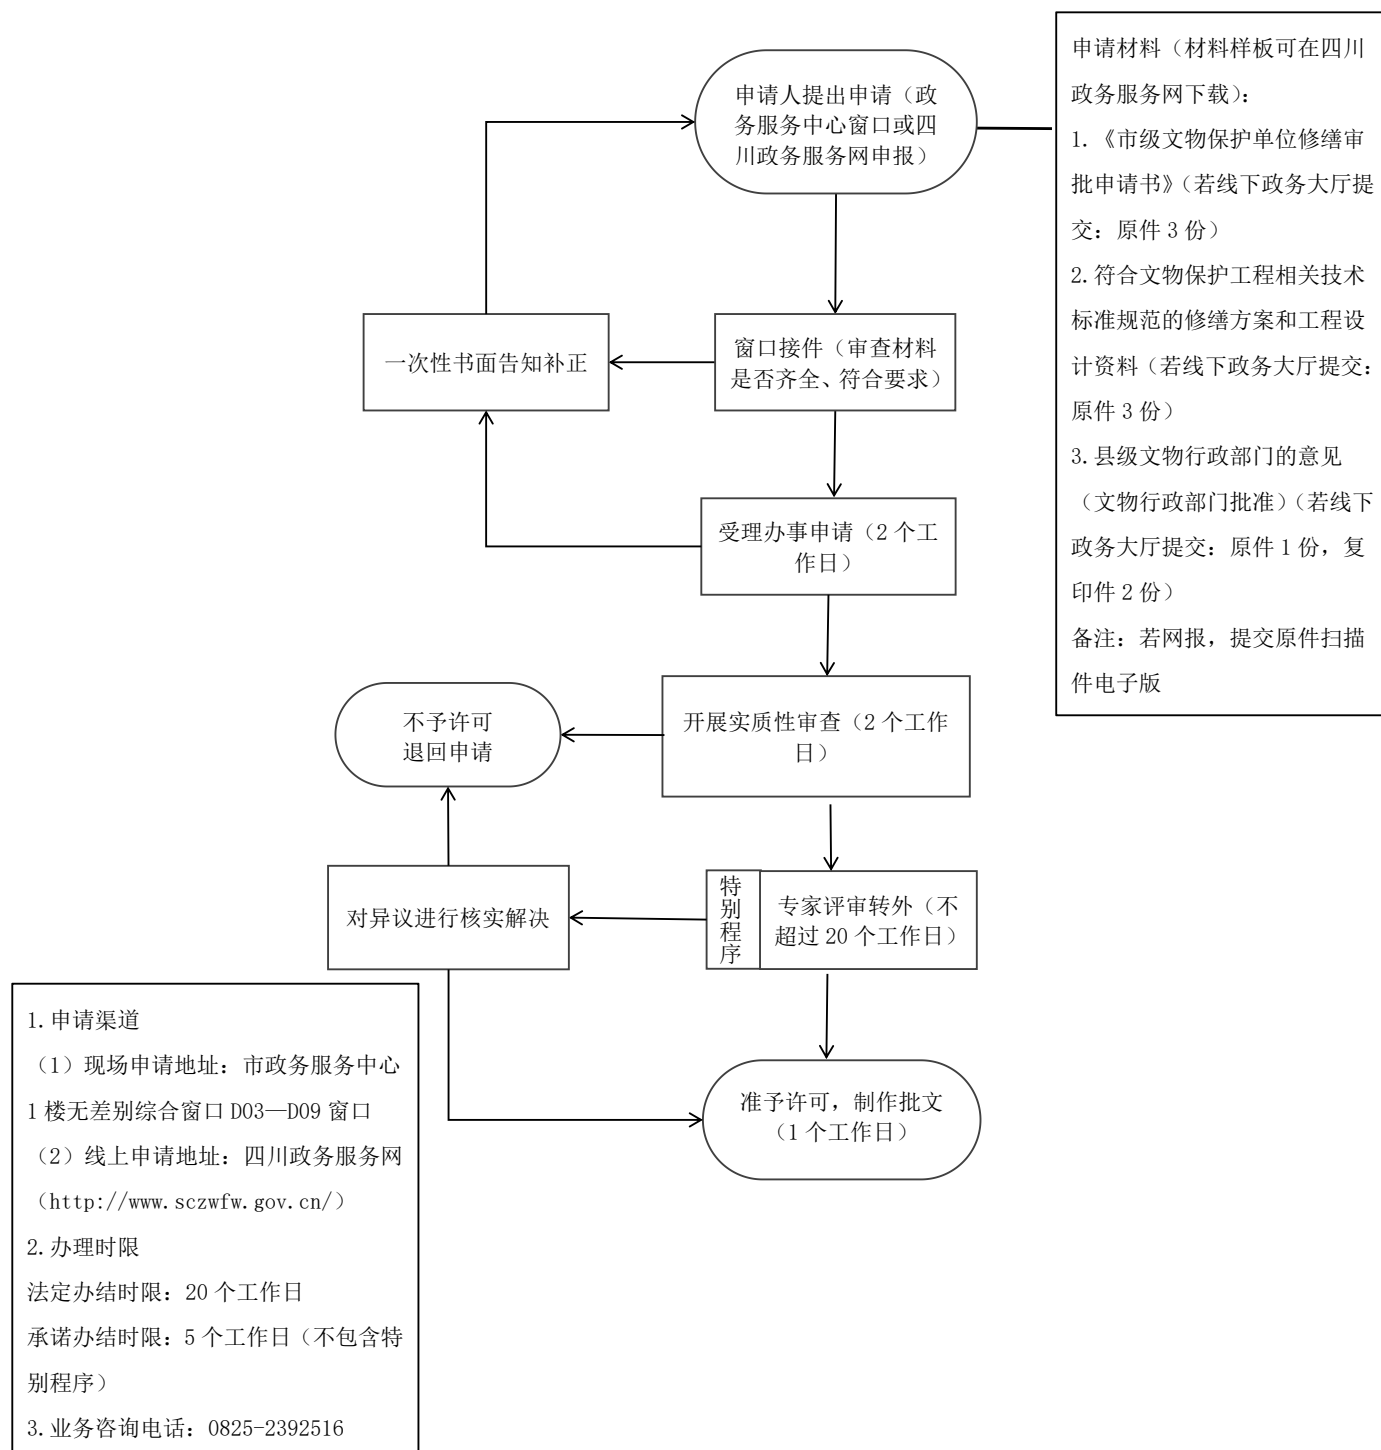 申请人提出申请（政
务服务中心窗口或四
川政务服务网申报）
申请材料（材料样板可在四川
政务服务网下载）：
1.《市级文物保护单位修缮审
批申请书》（若线下政务大厅提
交：原件 3 份）
2.符合文物保护工程相关技术
标准规范的修缮方案和工程设
计资料（若线下政务大厅提交：
原件 3 份）
3.县级文物行政部门的意见
（文物行政部门批准）（若线下
政务大厅提交：原件 1 份，复
印件 2 份）
备注：若网报，提交原件扫描
件电子版
一次性书面告知补正
窗口接件（审查材料
是否齐全、符合要求）
受理办事申请（2 个工
作日）
不予许可
退回申请
开展实质性审查（2 个工作
日）
对异议进行核实解决
特别程序
专家评审转外（不
超过 20 个工作日）
准予许可，制作批文
（1 个工作日）
1.申请渠道
（1）现场申请地址：市政务服务中心
1 楼无差别综合窗口 D03—D09 窗口
（2）线上申请地址：四川政务服务网
（http://www.sczwfw.gov.cn/）
2.办理时限
法定办结时限：20 个工作日
承诺办结时限：5 个工作日（不包含特
别程序）
3.业务咨询电话：0825-2392516